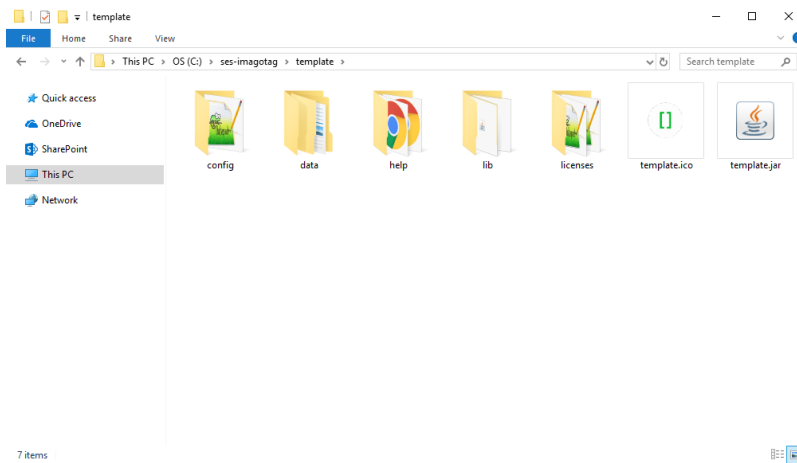 template
File Home Share View
This PC OS (C:) ses-imagotag template Search template
Quick access
OneDrive
SharePoint
This PC
Network
config data help lib licenses template.ico template.jar
7 items